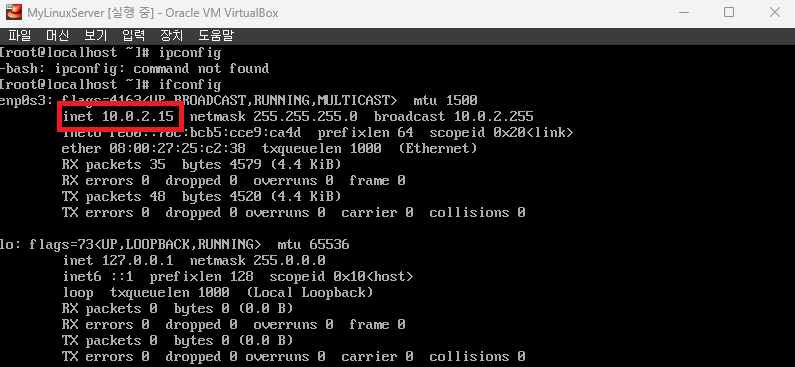 MyLinuxServer [실행 중] - Oracle VM VirtualBox
파일 머신 보기 입력 장치 도움말
[root@localhost ~]# ipconfig
-bash: ipconfig: command not found
[root@localhost ~]# ifconfig
enp0s3: flags=4163<UP,BROADCAST,RUNNING,MULTICAST> mtu 1500
inet 10.0.2.15 netmask 255.255.255.0 broadcast 10.0.2.255
prefixlen 64 scopeid 0x20<link>
ether 08:00:27:25:c2:38 txqueuelen 1000 (Ethernet)
RX packets 35 bytes 4579 (4.4 KiB)
RX errors 0 dropped 0 overruns 0 frame 0
TX packets 48 bytes 4520 (4.4 KiB)
TX errors 0 dropped 0 overruns 0 carrier 0 collisions 0
lo: flags=73<UP,LOOPBACK,RUNNING> mtu 65536
inet 127.0.0.1 netmask 255.0.0.0
inet6 ::1 prefixlen 128 scopeid 0x10<host>
loop txqueuelen 1000 (Local Loopback)
RX packets 0 bytes 0 (0.0 B)
RX errors 0 dropped 0 overruns 0 frame 0
TX packets 0 bytes 0 (0.0 B)
TX errors 0 dropped 0 overruns 0 carrier 0 collisions 0